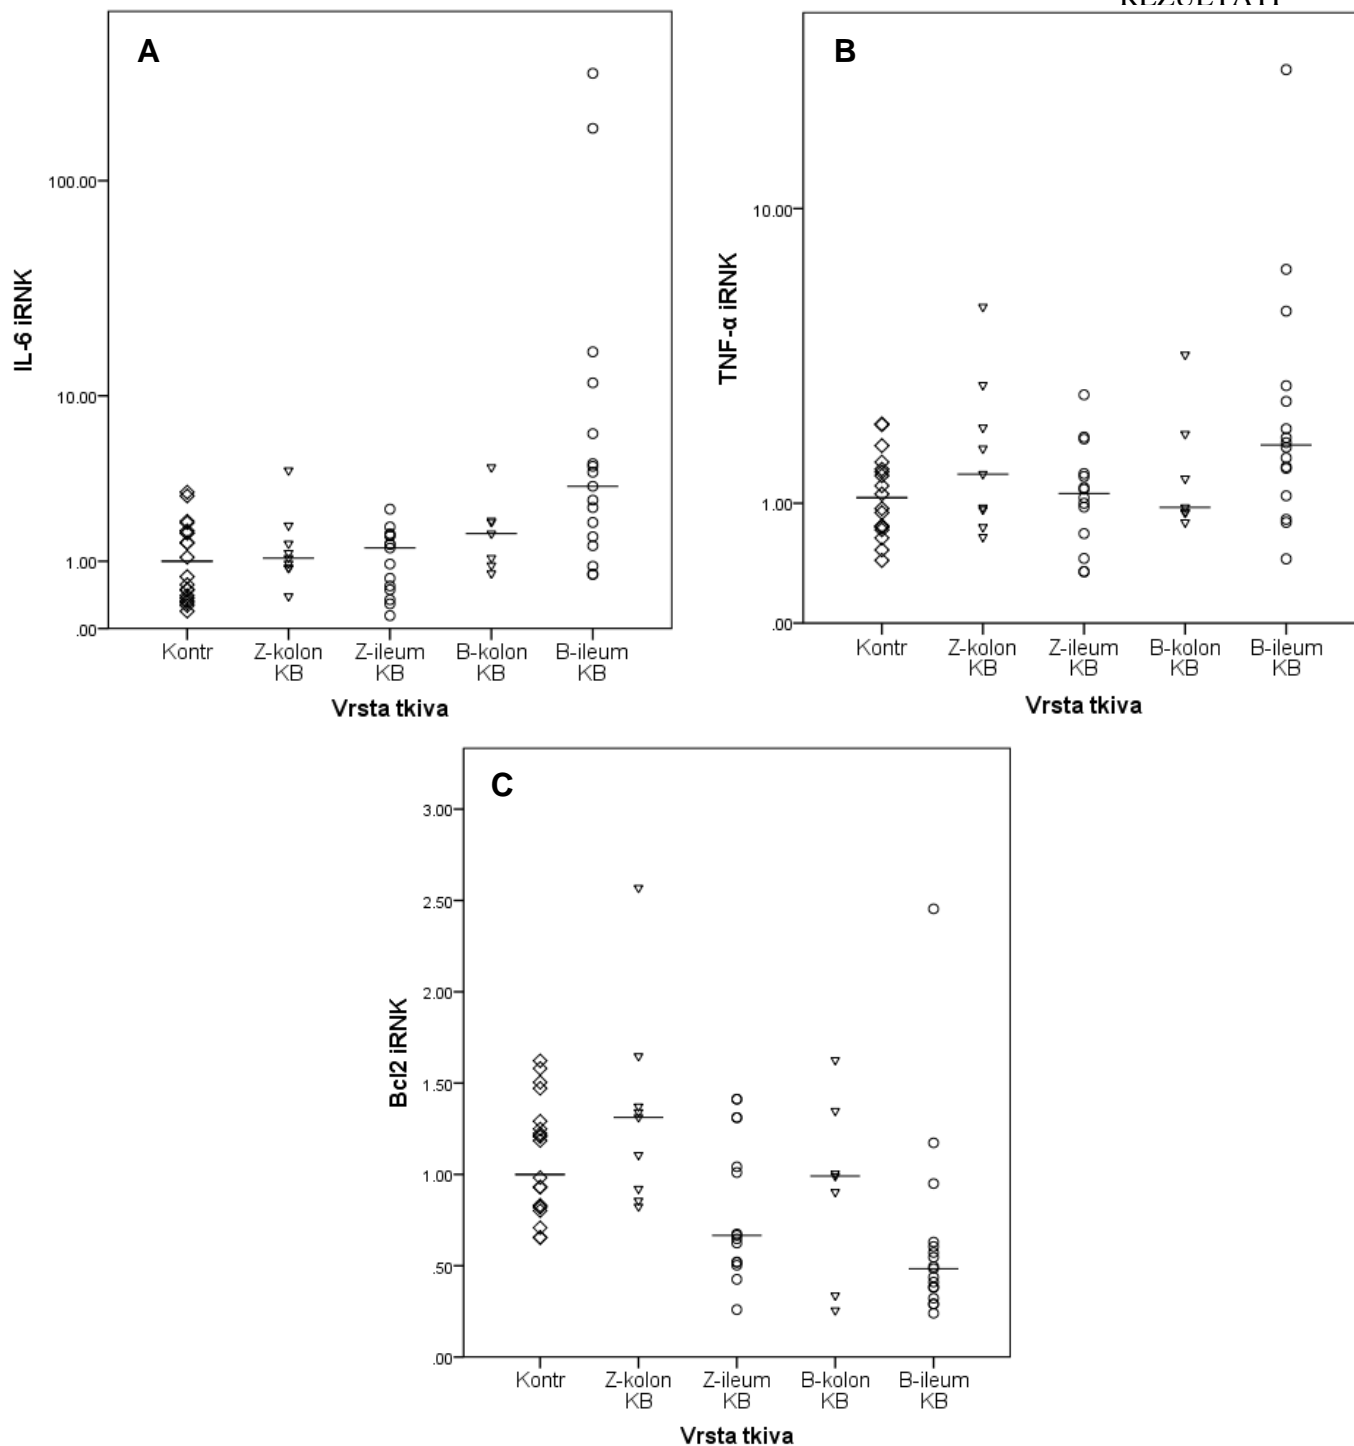 A
IL-6 iRNK
100.00
10.00
1.00
.00
Kontr Z-kolon Z-ileum B-kolon B-ileum
KB KB KB KB
Vrsta tkiva
B
TNF-α iRNK
10.00
1.00
.00
Kontr Z-kolon Z-ileum B-kolon B-ileum
KB KB KB KB
Vrsta tkiva
C
Bcl2 iRNK
3.00
2.50
2.00
1.50
1.00
.50
.00
Kontr Z-kolon Z-ileum B-kolon B-ileum
KB KB KB KB
Vrsta tkiva